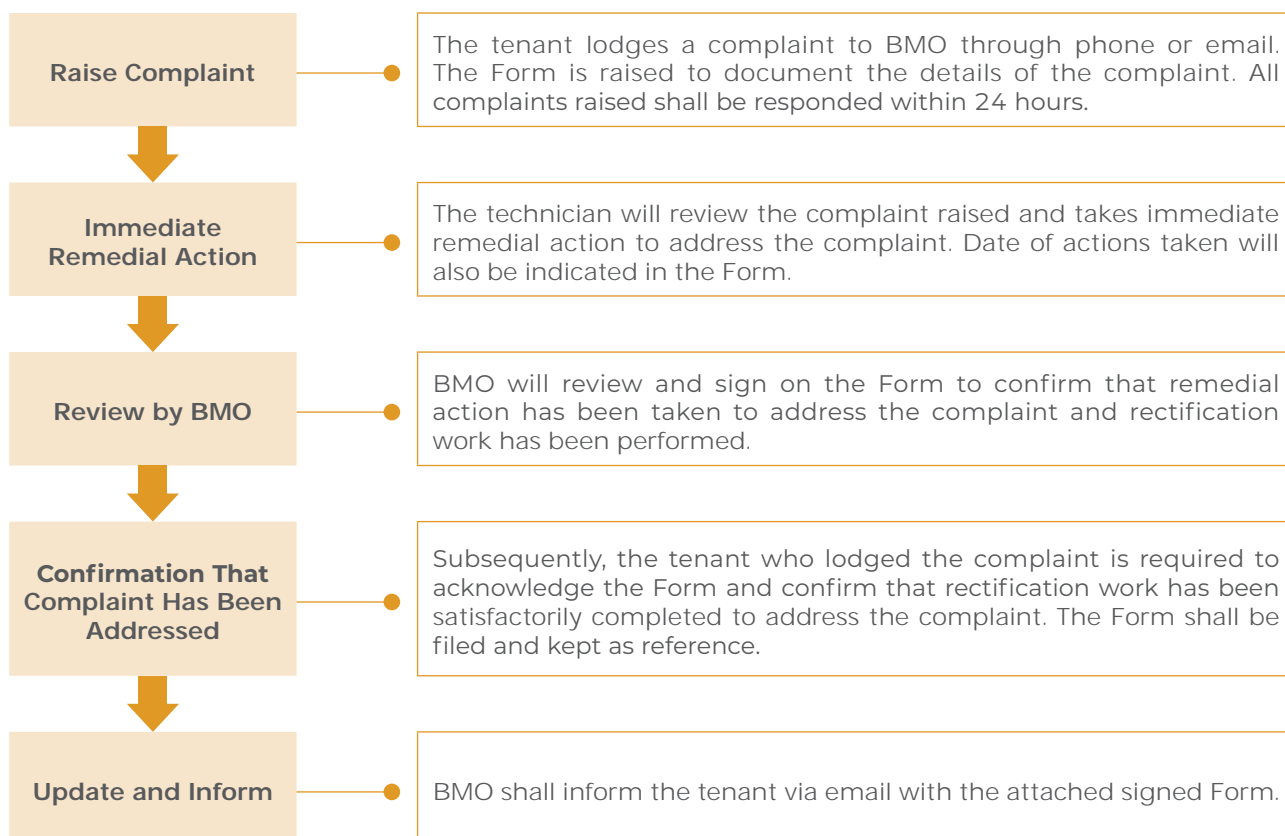 Raise Complaint
The tenant lodges a complaint to BMO through phone or email.
The Form is raised to document the details of the complaint. All
complaints raised shall be responded within 24 hours.
Immediate
Remedial Action
The technician will review the complaint raised and takes immediate
remedial action to address the complaint. Date of actions taken will
also be indicated in the Form.
Review by BMO
BMO will review and sign on the Form to confirm that remedial
action has been taken to address the complaint and rectification
work has been performed.
Confirmation That
Complaint Has Been
Addressed
Subsequently, the tenant who lodged the complaint is required to
acknowledge the Form and confirm that rectification work has been
satisfactorily completed to address the complaint. The Form shall be
filed and kept as reference.
Update and Inform
BMO shall inform the tenant via email with the attached signed Form.